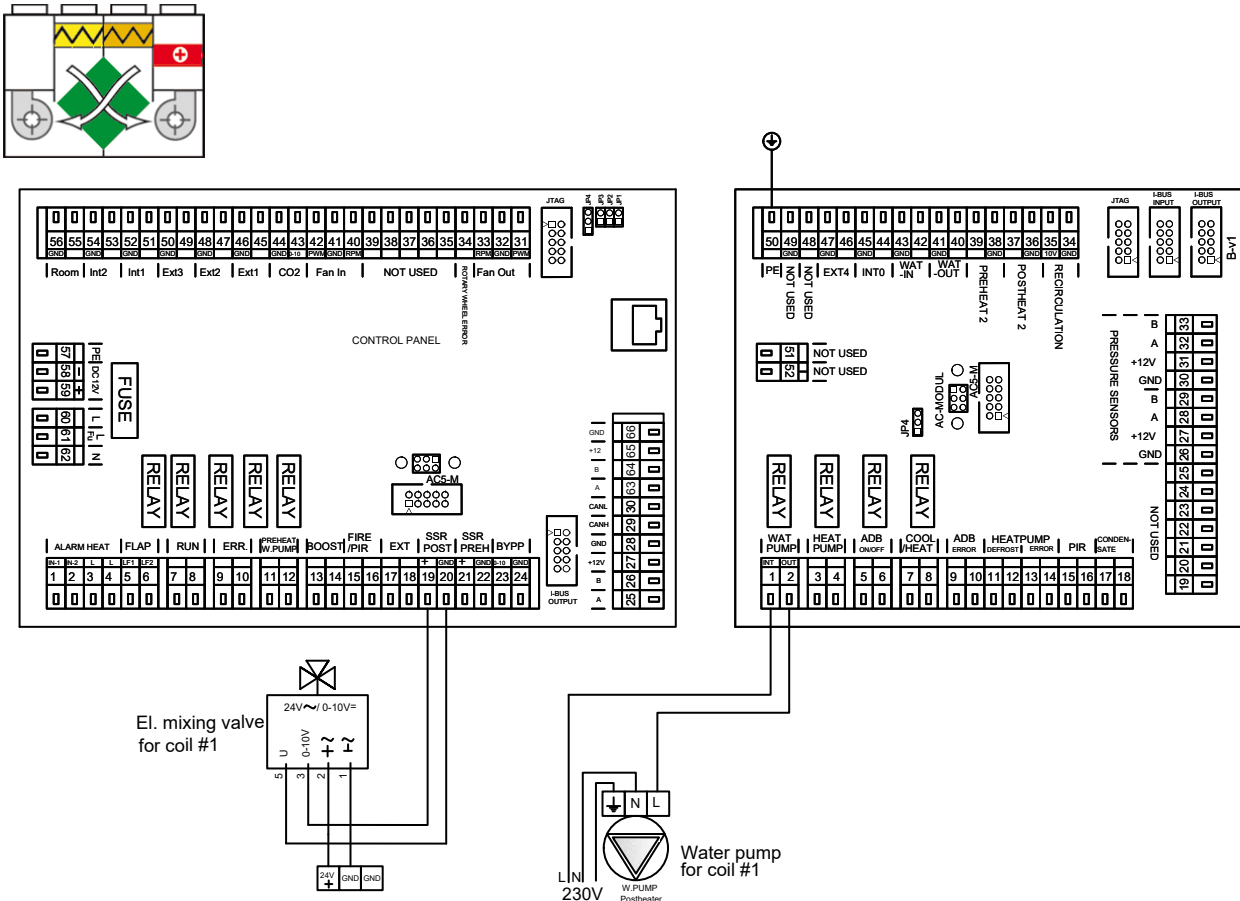 JTAG
JP4 JP3 JP2 JP1
56 55 54 53 52 51 50 49 48 47 46 45 44 43 42 41 40 39 38 37 36 35 34 33 32 31
GND GND GND GND GND GND GND 0-10 PWM GND RPM RPM GND PWM
Room Int2 Int1 Ext3 Ext2 Ext1 CO2 Fan In NOT USED ROTARY WHEEL ERROR Fan Out
CONTROL PANEL
57 58 59
PE DC12V - +
60 61 62
L L Fu N
FUSE
RELAY RELAY RELAY RELAY RELAY
AC5-M
GND 66
+12 65
B 64
A 63
CANL 30
CANH 29
GND 28
+12V 27
B 26
A 25
I-BUS
OUTPUT
ALARM HEAT FLAP RUN ERR. PREHEAT W.PUMP BOOST FIRE /PIR EXT SSR POST SSR PREH BYPP
IN-1 IN-2 L L LF1 LF2 + GND + GND 0-10 GND
1 2 3 4 5 6 7 8 9 10 11 12 13 14 15 16 17 18 19 20 21 22 23 24
24V~/ 0-10V=
U 0-10V +~ -~
5 3 2 1
El. mixing valve
for coil #1
24V + GND GND
JTAG
I-BUS
INPUT
I-BUS
OUTPUT
B-V-1
50 49 48 47 46 45 44 43 42 41 40 39 38 37 36 35 34
GND GND GND GND GND GND GND 10V GND
PE NOT USED NOT USED EXT4 INT0 WAT -IN WAT -OUT PREHEAT 2 POSTHEAT 2 RECIRCULATION
51 NOT USED
52 NOT USED
JP4
AC-MODUL
AC5-M
PRESSURE SENSORS
B 33
A 32
+12V 31
GND 30
B 29
A 28
+12V 27
GND 26
25
24
23
22
21
20
19
NOT USED
RELAY RELAY RELAY RELAY
WAT PUMP HEAT PUMP ADB ON/OFF COOL /HEAT ADB ERROR HEATPUMP DEFROST ERROR PIR CONDEN- SATE
INT OUT
1 2 3 4 5 6 7 8 9 10 11 12 13 14 15 16 17 18
N L
L N
230V
W.PUMP
Postheater
Water pump
for coil #1